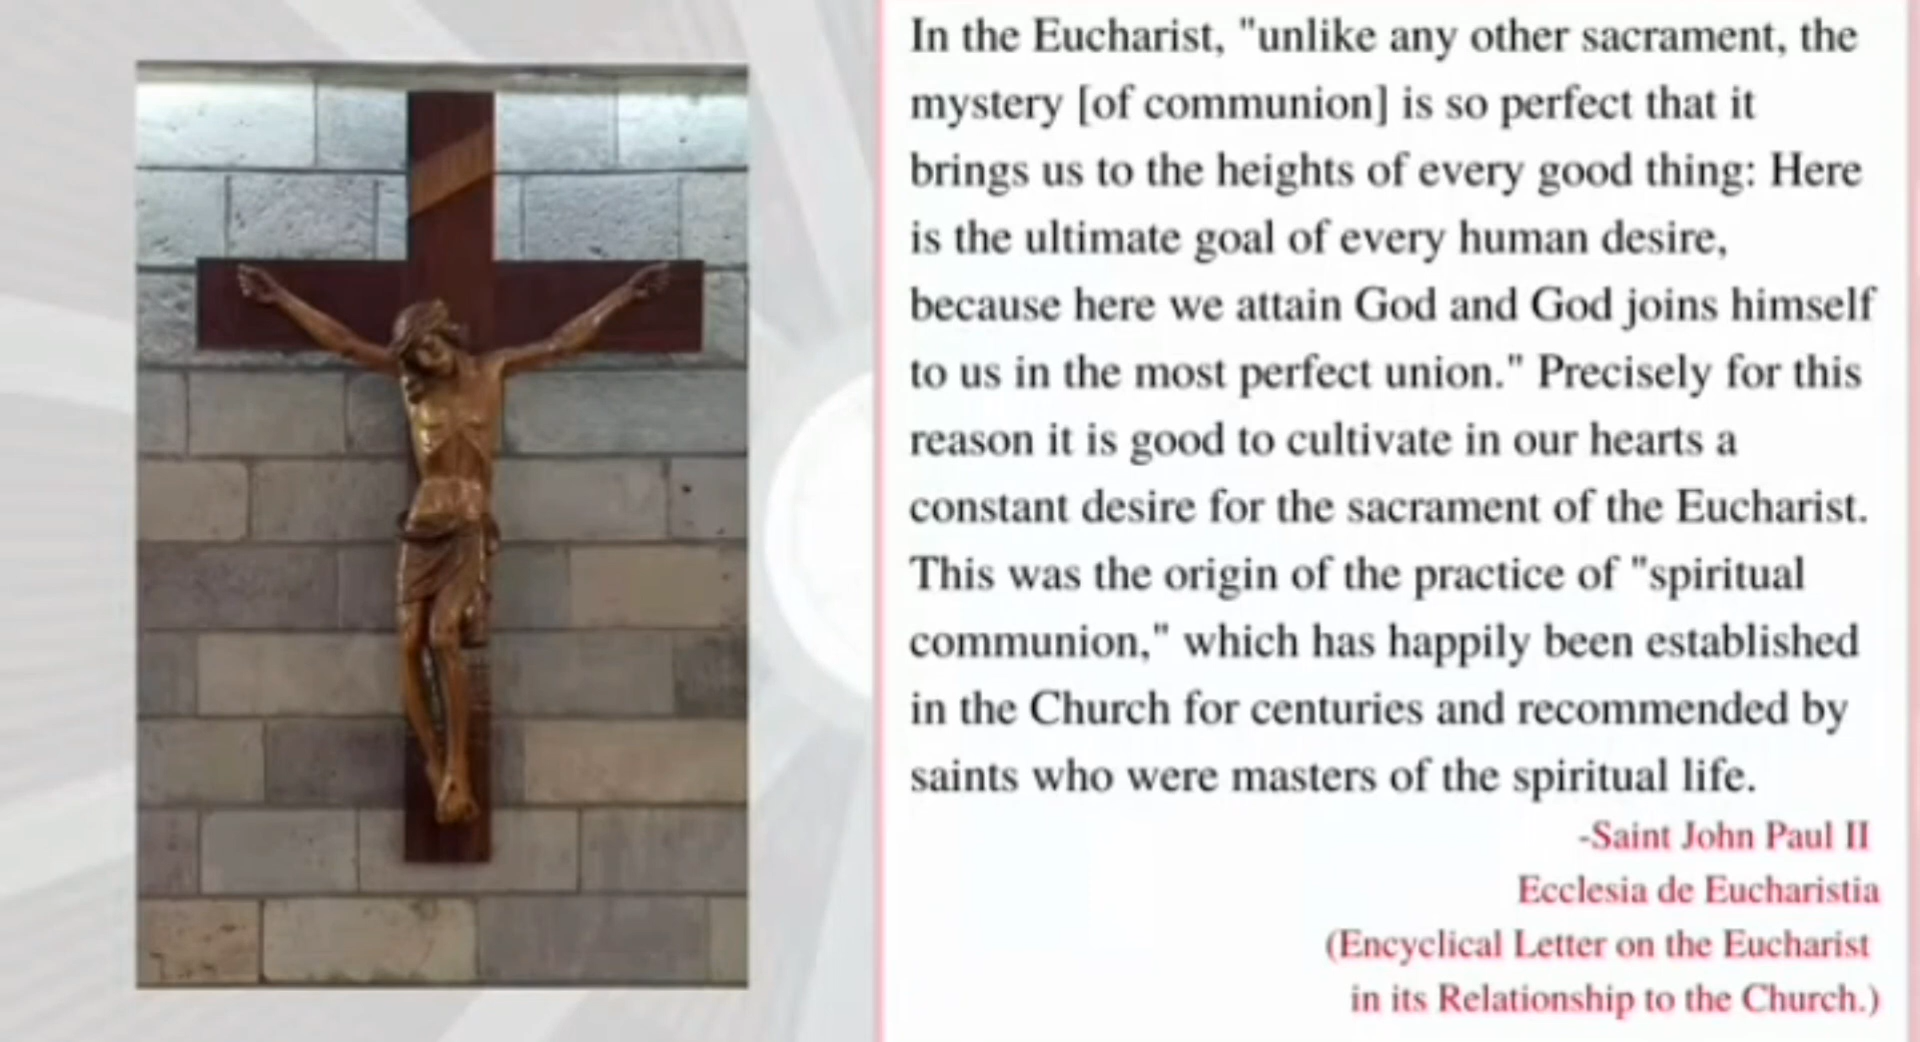 In the Eucharist, "unlike any other sacrament, the
mystery [of communion] is so perfect that it
brings us to the heights of every good thing: Here
is the ultimate goal of every human desire,
because here we attain God and God joins himself
to us in the most perfect union." Precisely for this
reason it is good to cultivate in our hearts a
constant desire for the sacrament of the Eucharist.
This was the origin of the practice of "spiritual
communion," which has happily been established
in the Church for centuries and recommended by
saints who were masters of the spiritual life.
-Saint John Paul II
Ecclesia de Eucharistia
(Encyclical Letter on the Eucharist
in its Relationship to the Church.)